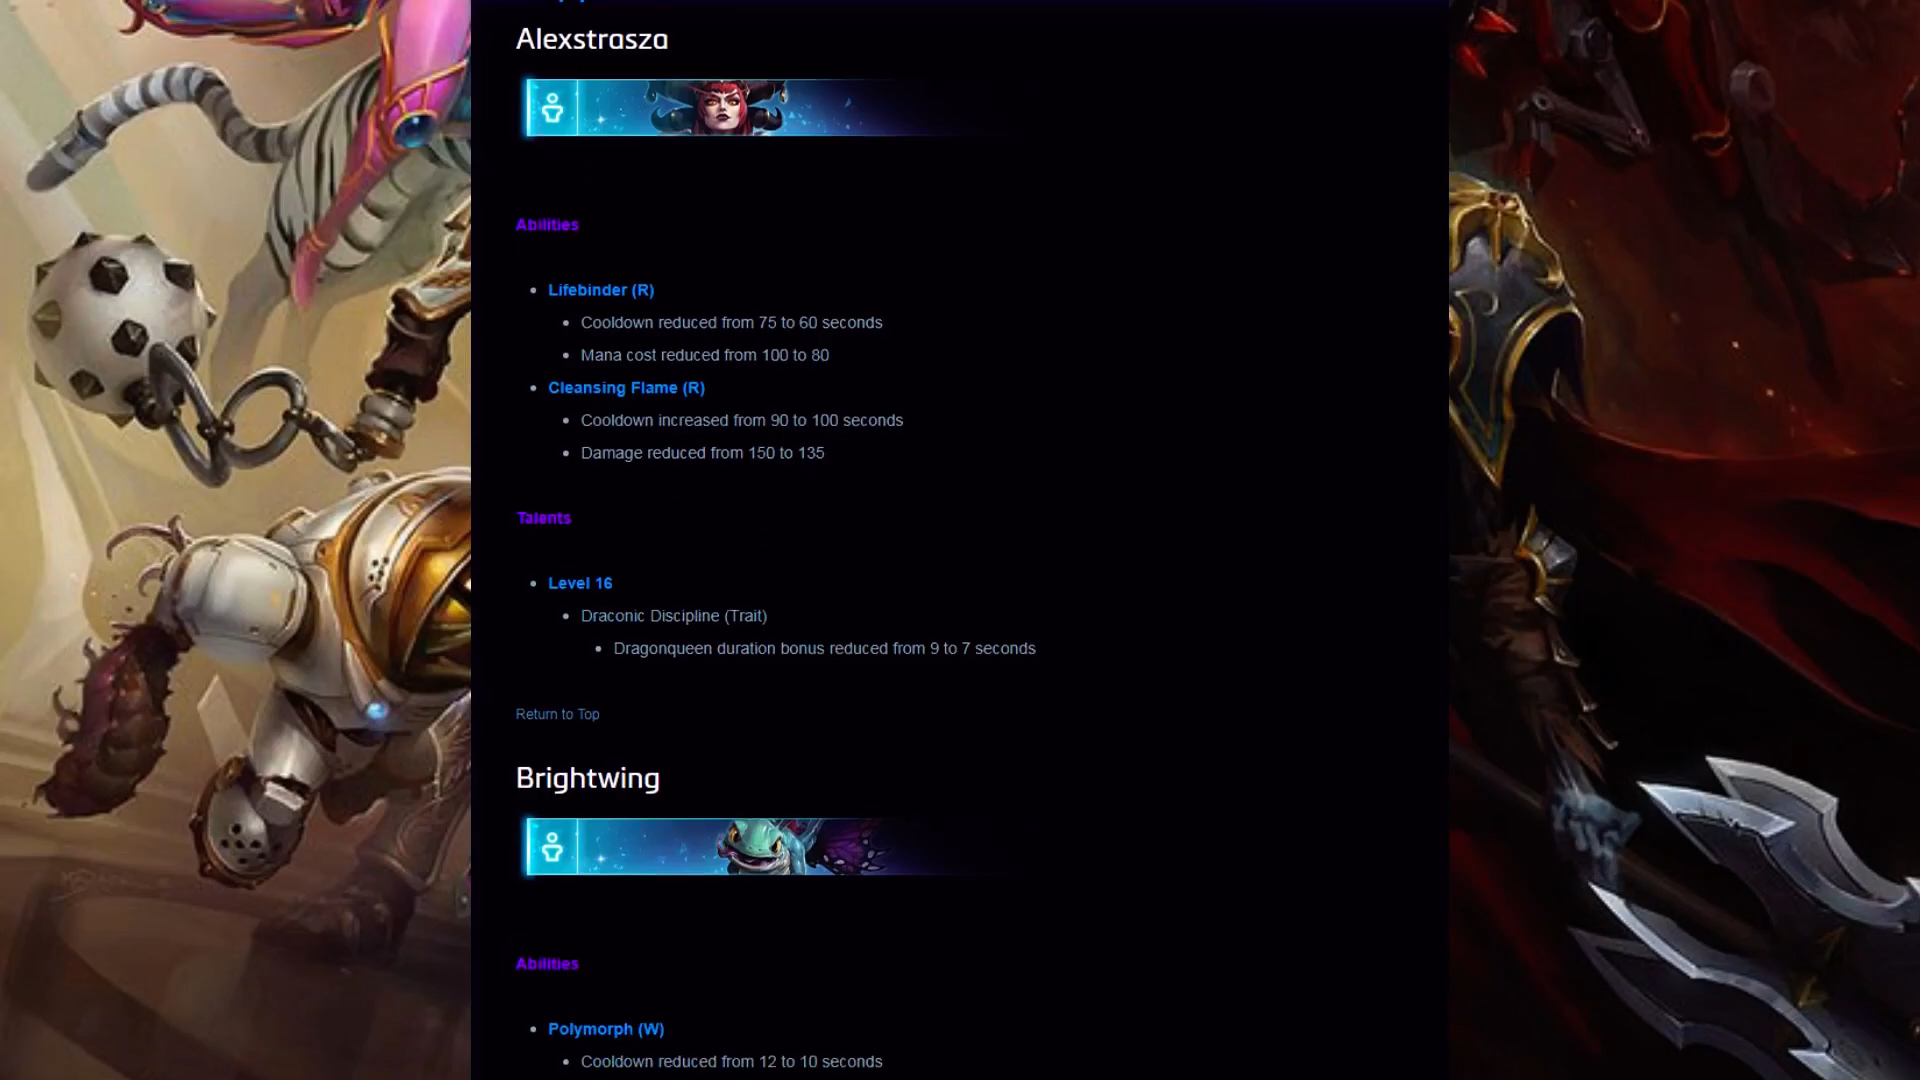 Alexstrasza
Abilities
Lifebinder (R)
Cooldown reduced from 75 to 60 seconds
Mana cost reduced from 100 to 80
Cleansing Flame (R)
Cooldown increased from 90 to 100 seconds
Damage reduced from 150 to 135
Talents
Level 16
Draconic Discipline (Trait)
Dragonqueen duration bonus reduced from 9 to 7 seconds
Return to Top
Brightwing
Abilities
Polymorph (W)
Cooldown reduced from 12 to 10 seconds